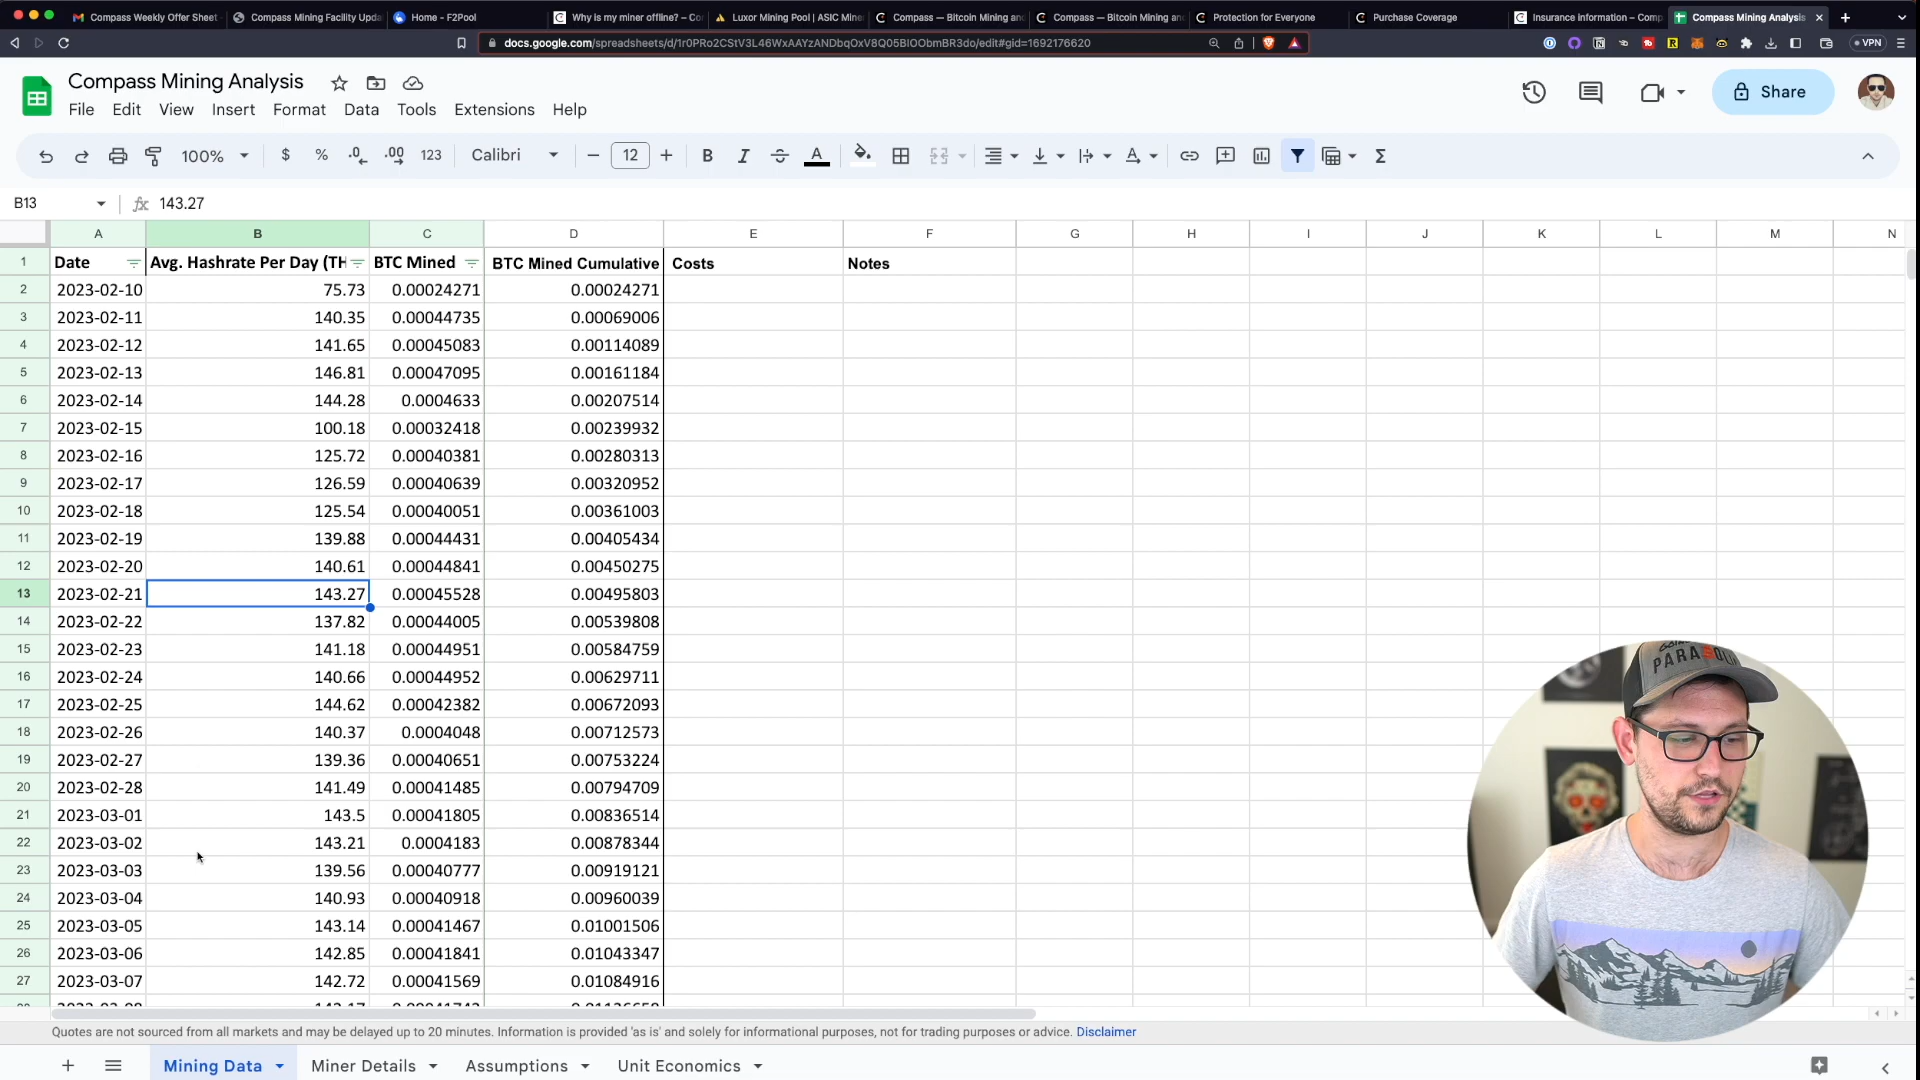 Compass Weekly Offer Sheet
Compass Mining Facility Upda
Home - F2Pool
Why is my miner offline? – Co
Luxor Mining Pool | ASIC Mine
Compass — Bitcoin Mining and
Compass — Bitcoin Mining and
Protection for Everyone
Purchase Coverage
Insurance Information – Comp
Compass Mining Analysis
docs.google.com/spreadsheets/d/1r0PRo2CStV3L46WxAAYzANDbqOxV8Q05BIOObmBR3do/edit#gid=1692176620
VPN
Compass Mining Analysis
File Edit View Insert Format Data Tools Extensions Help
Share
100% $ % .0 .00 123 Calibri 12 B I A Σ
B13 fx 143.27
A B C D E F G H I J K L M N
1 Date Avg. Hashrate Per Day (TH BTC Mined BTC Mined Cumulative Costs Notes
2 2023-02-10 75.73 0.00024271 0.00024271
3 2023-02-11 140.35 0.00044735 0.00069006
4 2023-02-12 141.65 0.00045083 0.00114089
5 2023-02-13 146.81 0.00047095 0.00161184
6 2023-02-14 144.28 0.0004633 0.00207514
7 2023-02-15 100.18 0.00032418 0.00239932
8 2023-02-16 125.72 0.00040381 0.00280313
9 2023-02-17 126.59 0.00040639 0.00320952
10 2023-02-18 125.54 0.00040051 0.00361003
11 2023-02-19 139.88 0.00044431 0.00405434
12 2023-02-20 140.61 0.00044841 0.00450275
13 2023-02-21 143.27 0.00045528 0.00495803
14 2023-02-22 137.82 0.00044005 0.00539808
15 2023-02-23 141.18 0.00044951 0.00584759
16 2023-02-24 140.66 0.00044952 0.00629711
17 2023-02-25 144.62 0.00042382 0.00672093
18 2023-02-26 140.37 0.0004048 0.00712573
19 2023-02-27 139.36 0.00040651 0.00753224
20 2023-02-28 141.49 0.00041485 0.00794709
21 2023-03-01 143.5 0.00041805 0.00836514
22 2023-03-02 143.21 0.0004183 0.00878344
23 2023-03-03 139.56 0.00040777 0.00919121
24 2023-03-04 140.93 0.00040918 0.00960039
25 2023-03-05 143.14 0.00041467 0.01001506
26 2023-03-06 142.85 0.00041841 0.01043347
27 2023-03-07 142.72 0.00041569 0.01084916
Quotes are not sourced from all markets and may be delayed up to 20 minutes. Information is provided 'as is' and solely for informational purposes, not for trading purposes or advice. Disclaimer
Mining Data Miner Details Assumptions Unit Economics